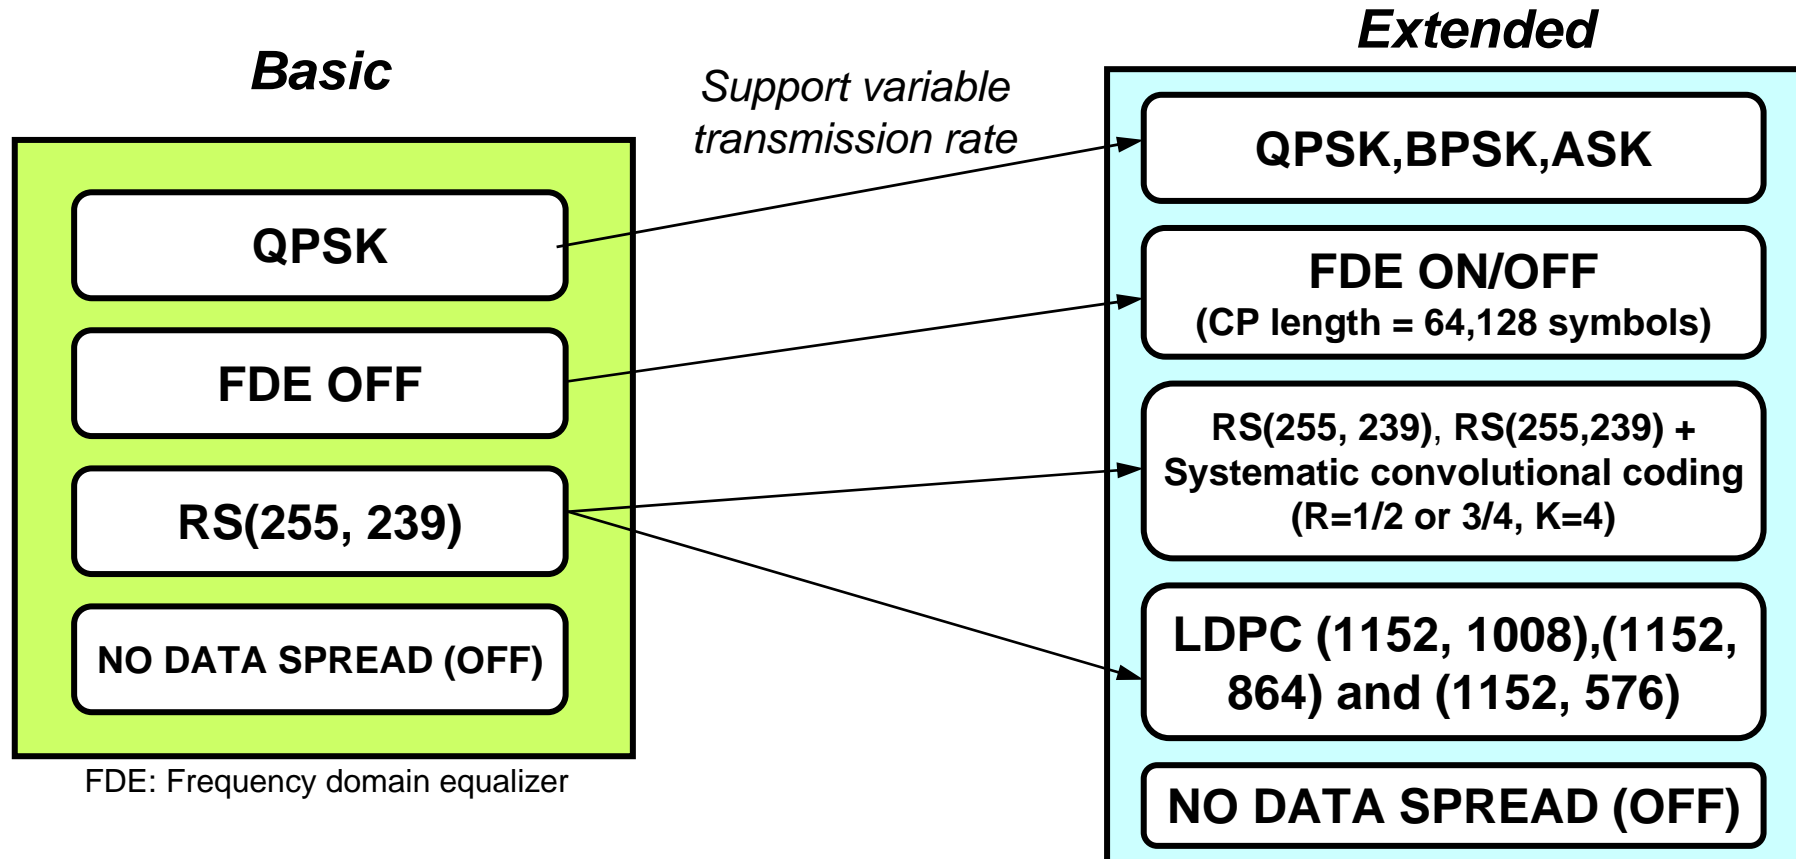 Basic
QPSK
FDE OFF
RS(255, 239)
NO DATA SPREAD (OFF)
FDE: Frequency domain equalizer
Support variable
transmission rate
Extended
QPSK,BPSK,ASK
FDE ON/OFF
(CP length = 64,128 symbols)
RS(255, 239), RS(255,239) +
Systematic convolutional coding
(R=1/2 or 3/4, K=4)
LDPC (1152, 1008),(1152,
864) and (1152, 576)
NO DATA SPREAD (OFF)